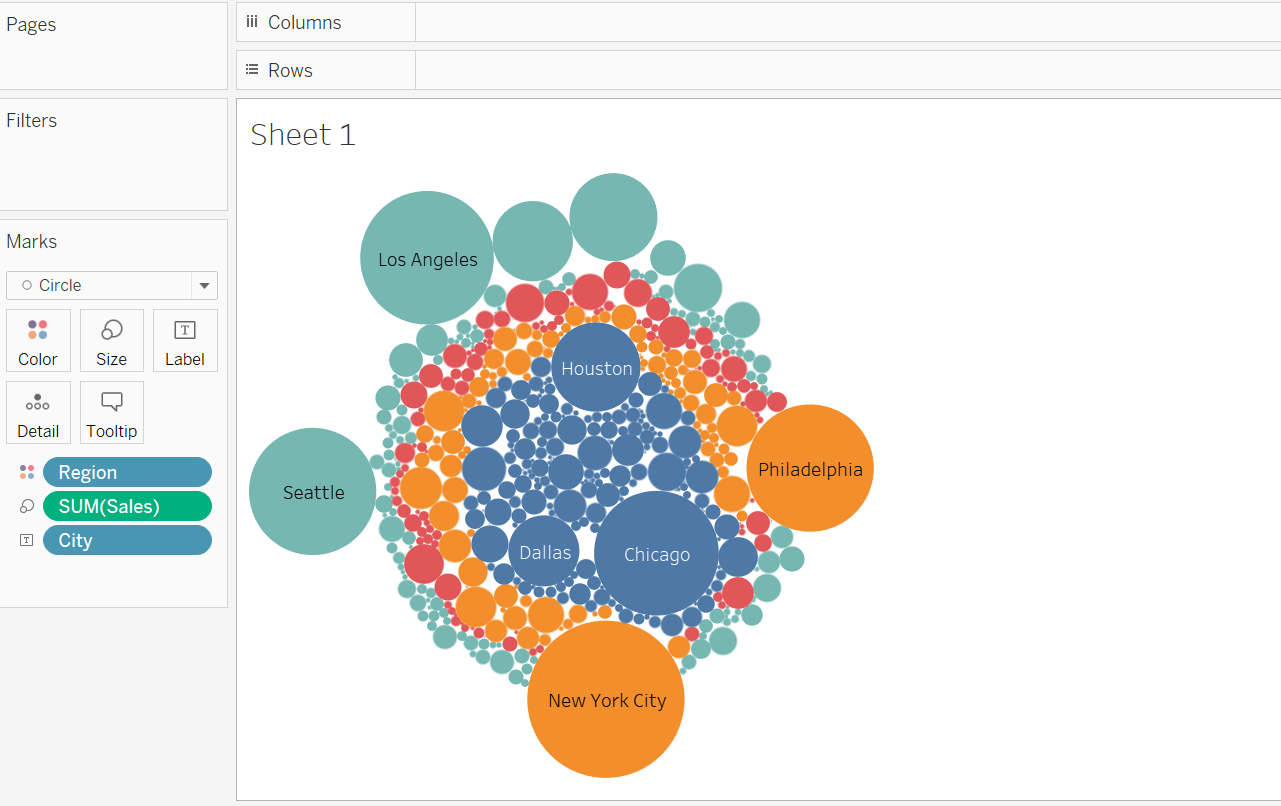 Pages
Columns
Rows
Filters
Sheet 1
Marks
Circle
Color
Size
Label
Detail
Tooltip
Region
SUM(Sales)
City
Los Angeles
Houston
Philadelphia
Seattle
Dallas
Chicago
New York City